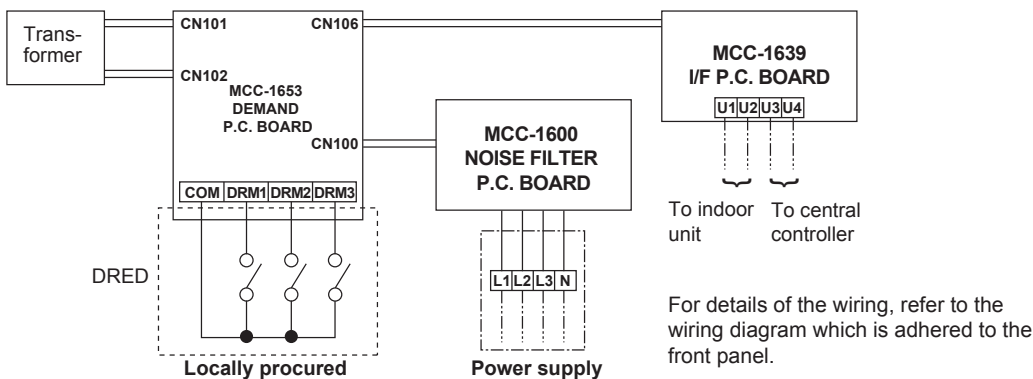 Trans-
former
CN101
CN106
CN102
MCC-1653
DEMAND
P.C. BOARD
CN100
COM DRM1 DRM2 DRM3
DRED
Locally procured
MCC-1600
NOISE FILTER
P.C. BOARD
L1 L2 L3 N
Power supply
MCC-1639
I/F P.C. BOARD
U1 U2 U3 U4
To indoor
unit
To central
controller
For details of the wiring, refer to the
wiring diagram which is adhered to the
front panel.